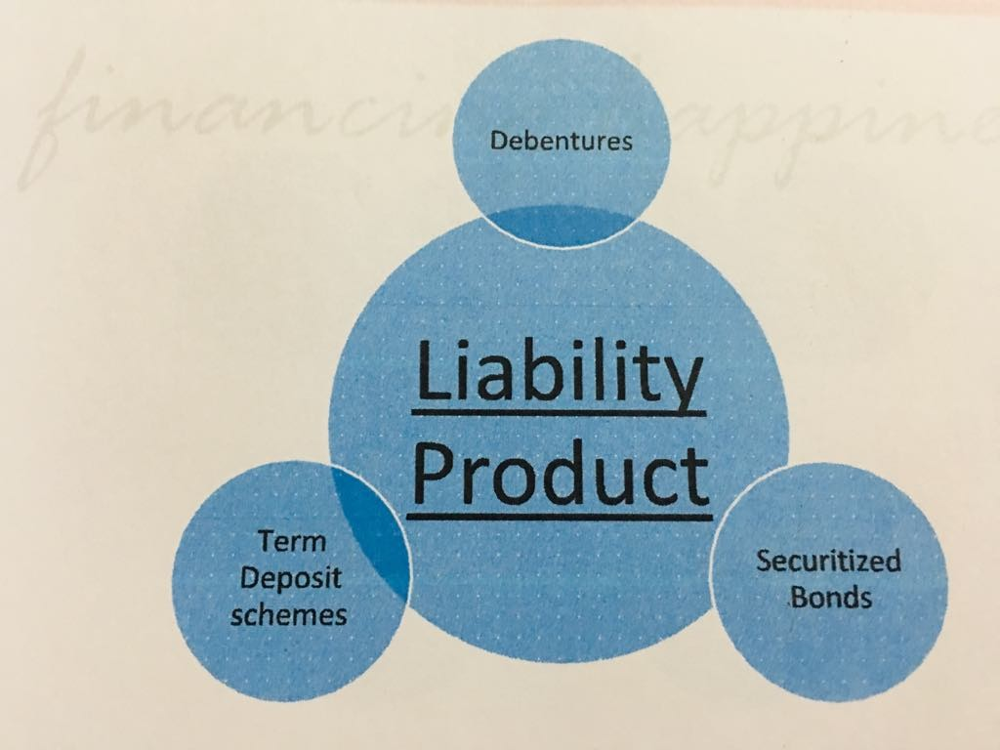 Debentures
Liability
Product
Term
Deposit
schemes
Securitized
Bonds